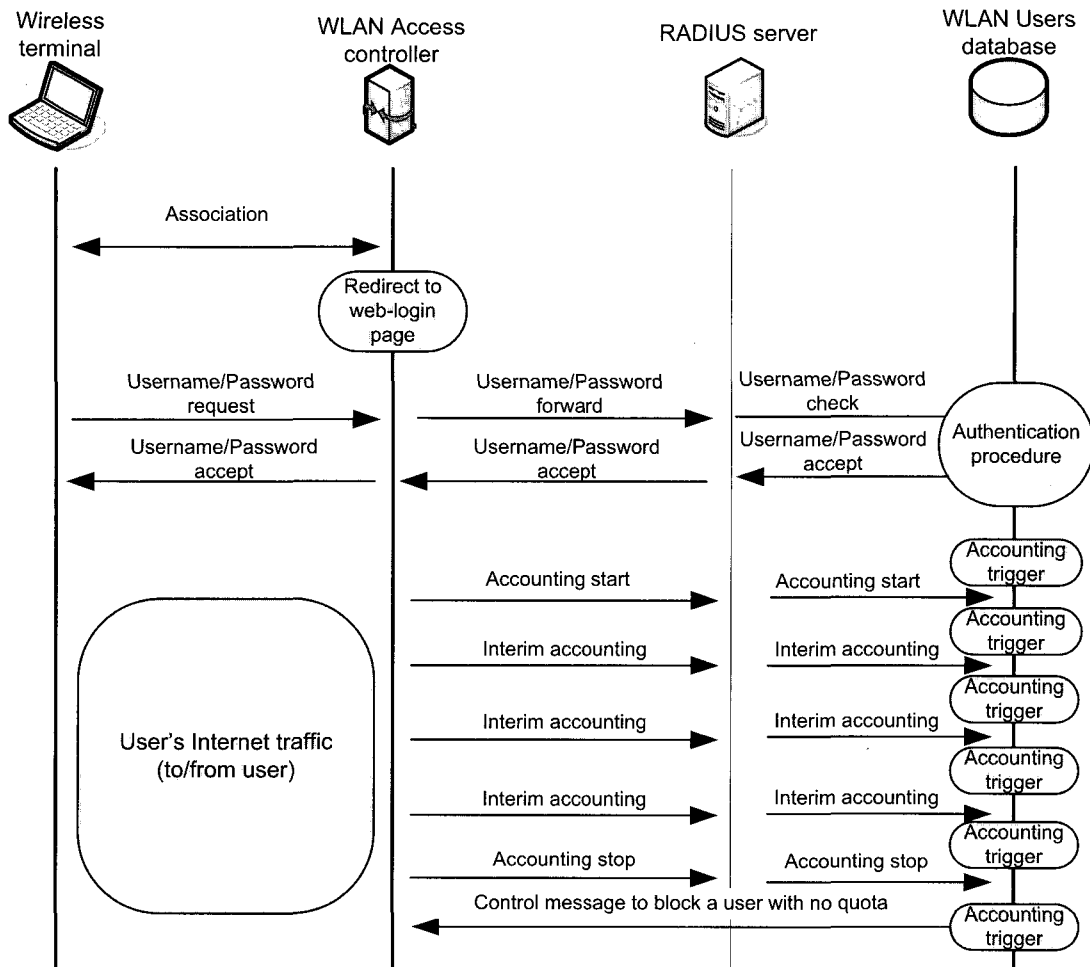 Wireless
terminal
WLAN Access
controller
RADIUS server
WLAN Users
database
Association
Redirect to
web-login
page
Username/Password
request
Username/Password
forward
Username/Password
check
Username/Password
accept
Username/Password
accept
Username/Password
accept
Authentication
procedure
Accounting
trigger
Accounting start
Accounting start
Accounting
trigger
Interim accounting
Interim accounting
Accounting
trigger
User's Internet traffic
(to/from user)
Interim accounting
Interim accounting
Accounting
trigger
Interim accounting
Interim accounting
Accounting
trigger
Accounting stop
Accounting stop
Control message to block a user with no quota
Accounting
trigger